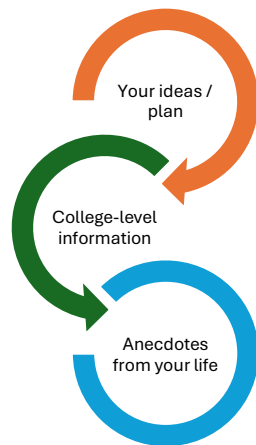 Your ideas /
plan
College-level
information
Anecdotes
from your life